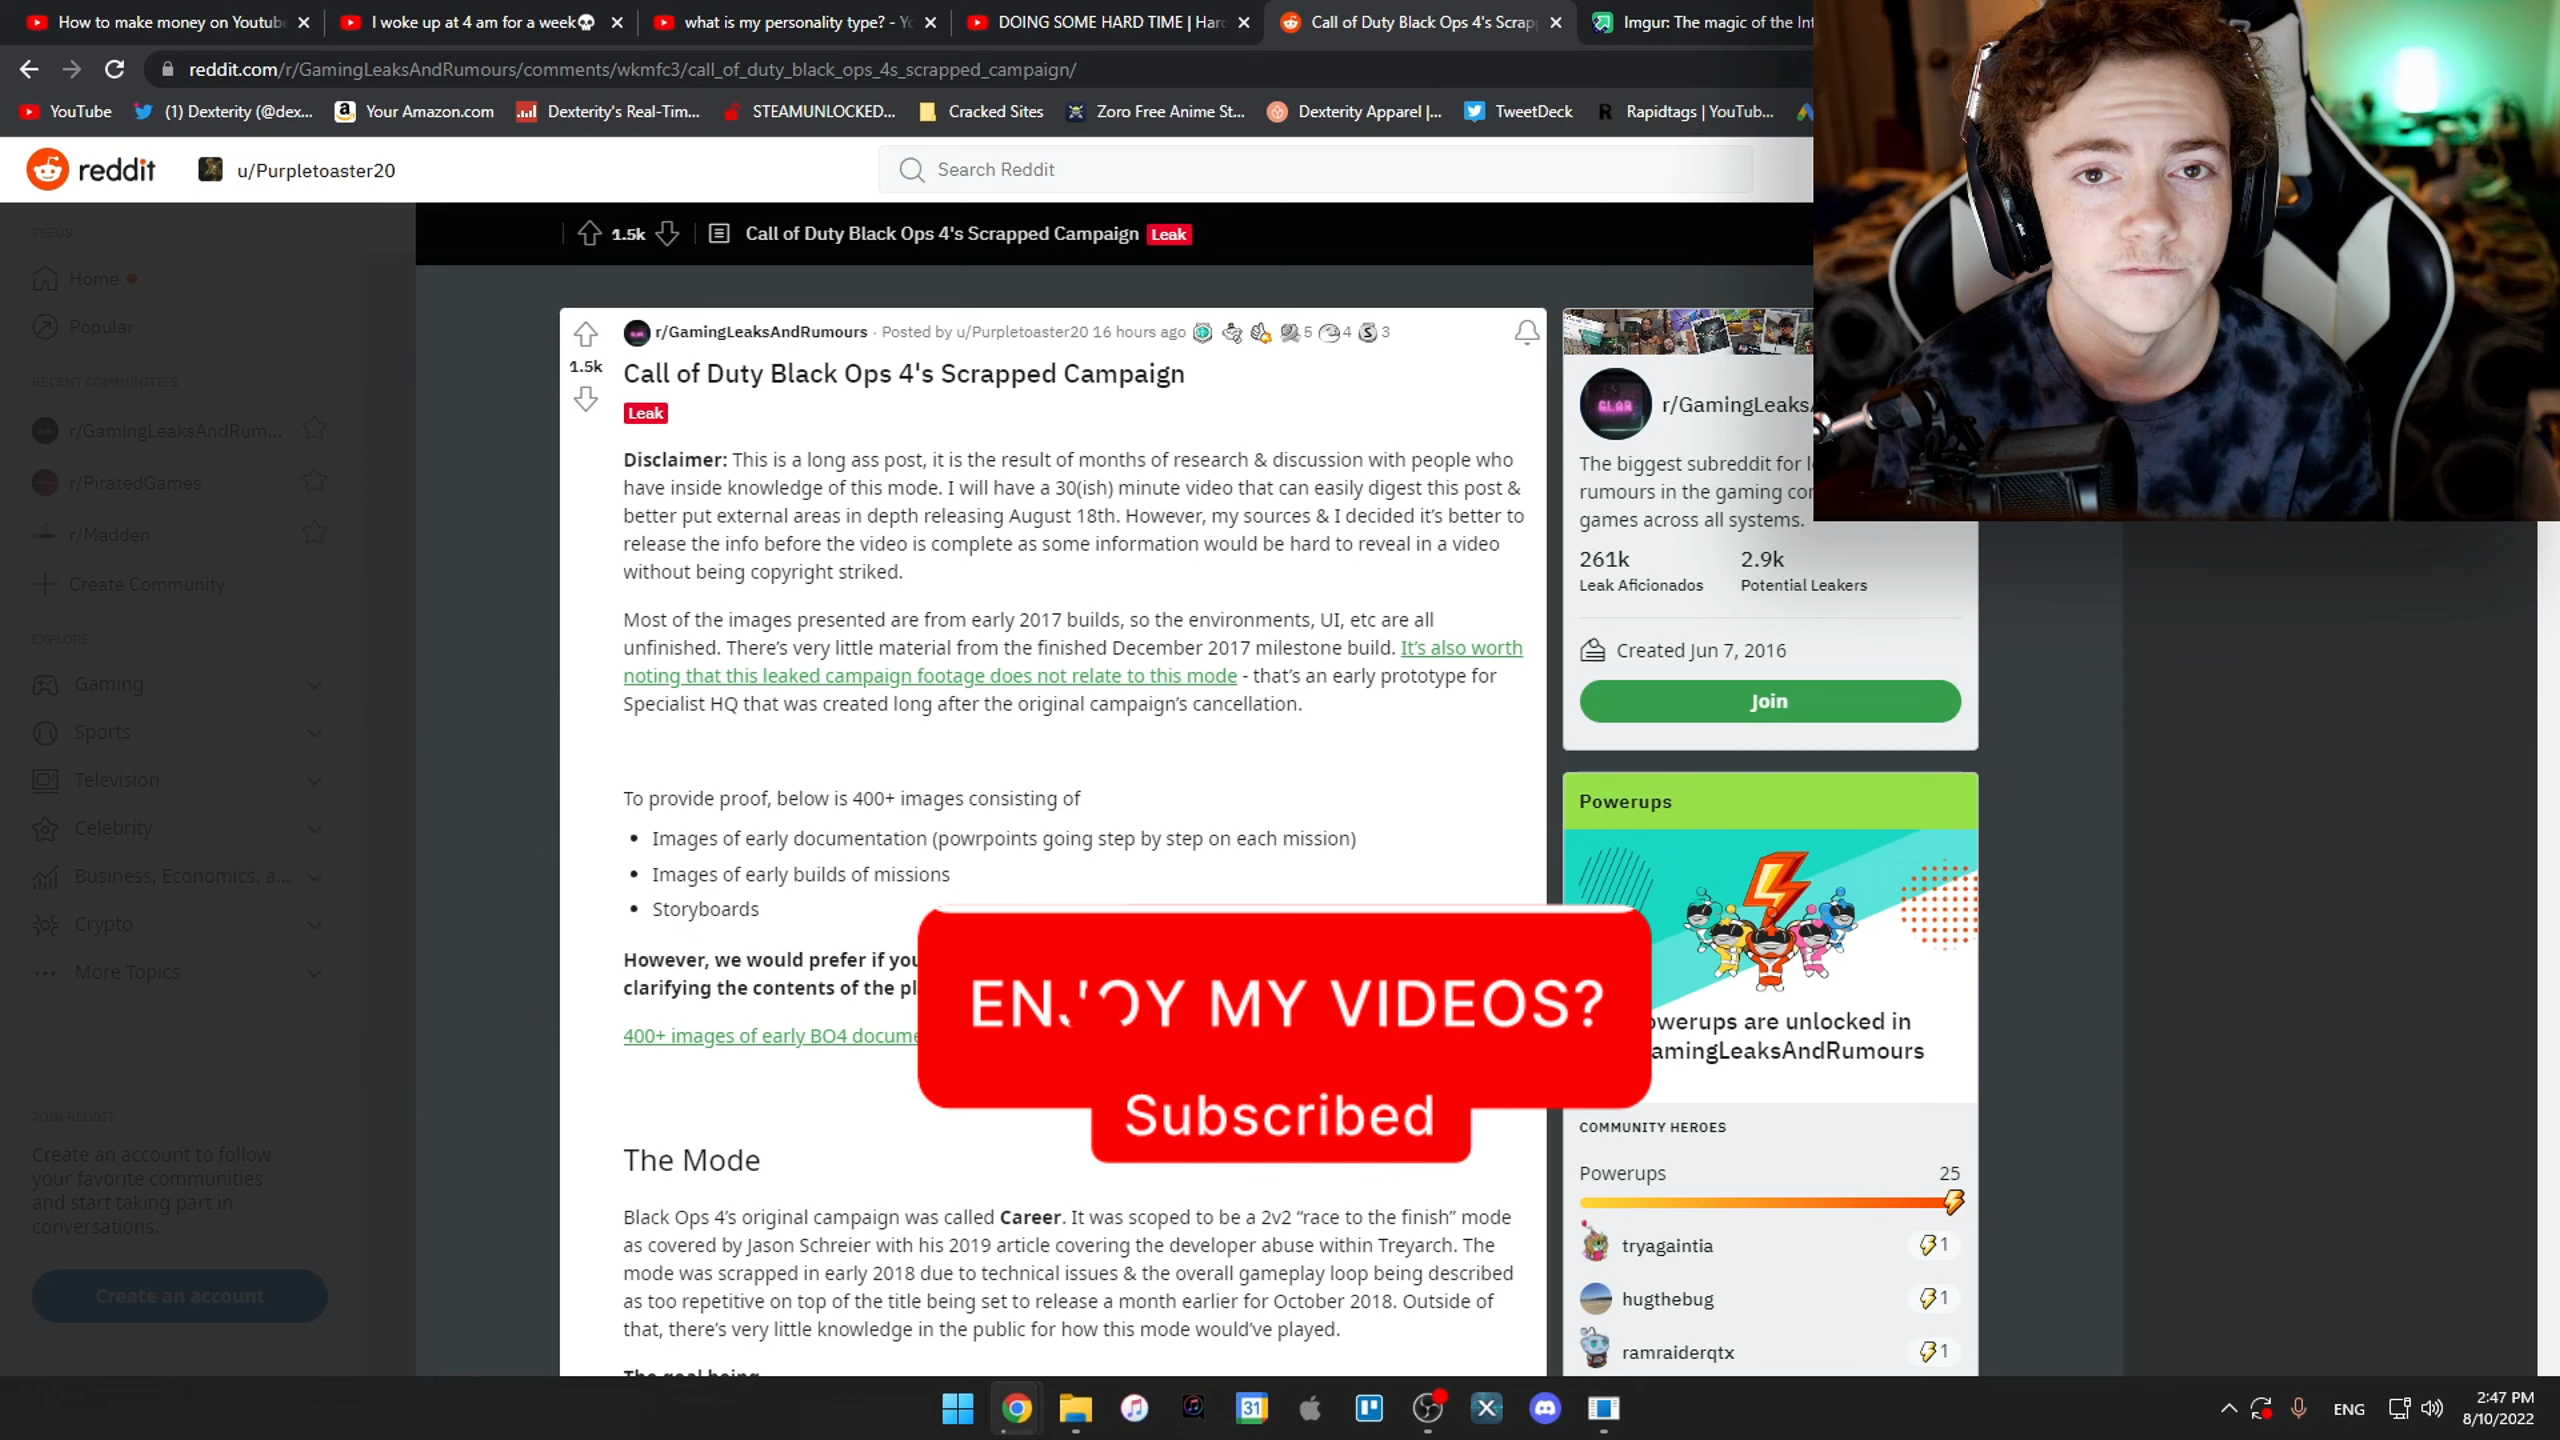 How to make money on Youtub
I woke up at 4 am for a week💀
what is my personality type? - Yo
DOING SOME HARD TIME | Hard
Call of Duty Black Ops 4's Scrap
Imgur: The magic of the Int
reddit.com/r/GamingLeaksAndRumours/comments/wkmfc3/call_of_duty_black_ops_4s_scrapped_campaign/
YouTube
(1) Dexterity (@dex...
Your Amazon.com
Dexterity's Real-Tim...
STEAMUNLOCKED...
Cracked Sites
Zoro Free Anime St...
Dexterity Apparel |...
TweetDeck
Rapidtags | YouTub...
reddit
u/Purpletoaster20
Search Reddit
1.5k
Call of Duty Black Ops 4's Scrapped Campaign Leak
FEEDS
Home
Popular
RECENT COMMUNITIES
r/GamingLeaksAndRum...
r/PiratedGames
r/Madden
Create Community
EXPLORE
Gaming
Sports
Television
Celebrity
Business, Economics, a...
Crypto
More Topics
JOIN REDDIT
Create an account to follow
your favorite communities
and start taking part in
conversations.
Create an account
r/GamingLeaksAndRumours · Posted by u/Purpletoaster20 16 hours ago 5 4 3
1.5k
Call of Duty Black Ops 4's Scrapped Campaign
Leak
Disclaimer: This is a long ass post, it is the result of months of research & discussion with people who
have inside knowledge of this mode. I will have a 30(ish) minute video that can easily digest this post &
better put external areas in depth releasing August 18th. However, my sources & I decided it's better to
release the info before the video is complete as some information would be hard to reveal in a video
without being copyright striked.
Most of the images presented are from early 2017 builds, so the environments, UI, etc are all
unfinished. There's very little material from the finished December 2017 milestone build. It's also worth
noting that this leaked campaign footage does not relate to this mode - that's an early prototype for
Specialist HQ that was created long after the original campaign's cancellation.
To provide proof, below is 400+ images consisting of
• Images of early documentation (powrpoints going step by step on each mission)
• Images of early builds of missions
• Storyboards
However, we would prefer if you
clarifying the contents of the pl
400+ images of early BO4 docume
ENJOY MY VIDEOS?
Subscribed
The Mode
Black Ops 4's original campaign was called Career. It was scoped to be a 2v2 “race to the finish” mode
as covered by Jason Schreier with his 2019 article covering the developer abuse within Treyarch. The
mode was scrapped in early 2018 due to technical issues & the overall gameplay loop being described
as too repetitive on top of the title being set to release a month earlier for October 2018. Outside of
that, there's very little knowledge in the public for how this mode would've played.
The goal being
GLAR
r/GamingLeaks
The biggest subreddit for l
rumours in the gaming co
games across all systems.
261k
Leak Aficionados
2.9k
Potential Leakers
Created Jun 7, 2016
Join
Powerups
owerups are unlocked in
amingLeaksAndRumours
COMMUNITY HEROES
Powerups 25
tryagaintia 1
hugthebug 1
ramraiderqtx 1
31
ENG
2:47 PM
8/10/2022